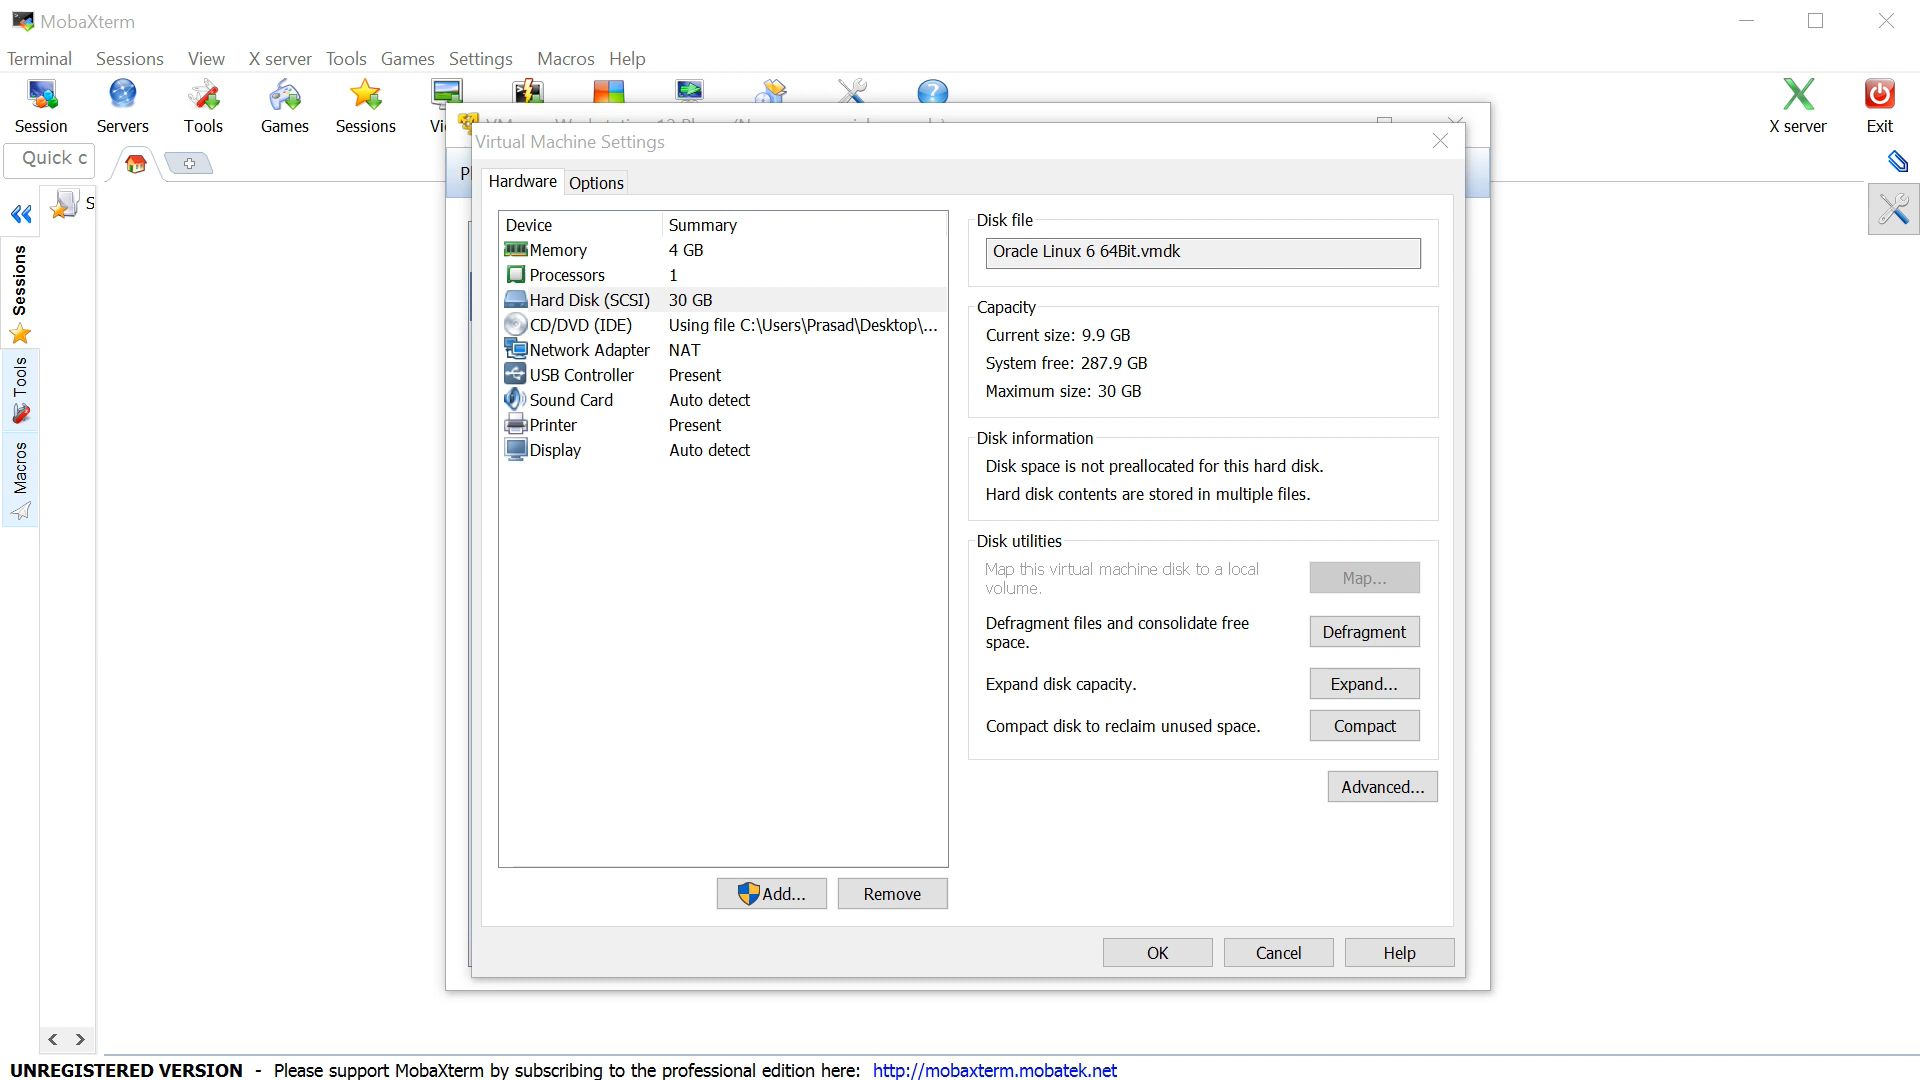 MobaXterm
Terminal Sessions View X server Tools Games Settings Macros Help
Session Servers Tools Games Sessions X server Exit
Quick c
Virtual Machine Settings
Hardware Options
S
Sessions
Tools
Macros
Device Summary
Memory 4 GB
Processors 1
Hard Disk (SCSI) 30 GB
CD/DVD (IDE) Using file C:\Users\Prasad\Desktop\...
Network Adapter NAT
USB Controller Present
Sound Card Auto detect
Printer Present
Display Auto detect
Add... Remove
Disk file
Oracle Linux 6 64Bit.vmdk
Capacity
Current size: 9.9 GB
System free: 287.9 GB
Maximum size: 30 GB
Disk information
Disk space is not preallocated for this hard disk.
Hard disk contents are stored in multiple files.
Disk utilities
Map this virtual machine disk to a local
volume.
Map...
Defragment files and consolidate free
space.
Defragment
Expand disk capacity.
Expand...
Compact disk to reclaim unused space.
Compact
Advanced...
OK Cancel Help
UNREGISTERED VERSION - Please support MobaXterm by subscribing to the professional edition here: http://mobaxterm.mobatek.net